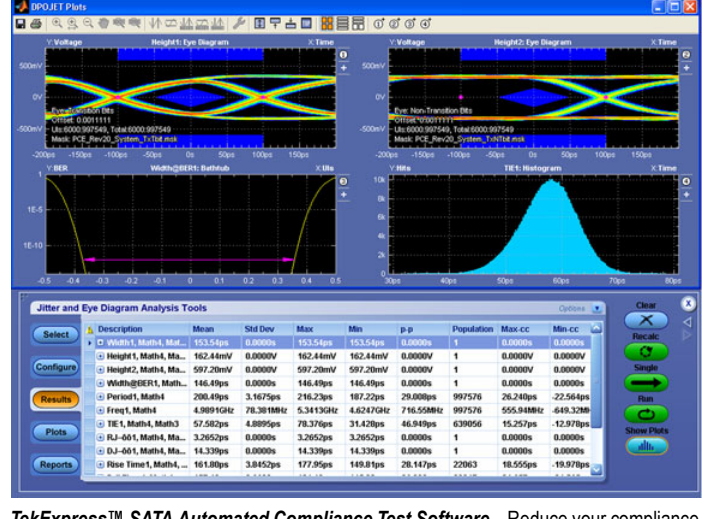 DPOJET Plots
Y:Voltage Height1: Eye Diagram X:Time
500mV
0V
-500mV
Eye: Transition Bits
Offset: 0.0011111
UIs:6000:997549, Total:6000:997549
Mask: PCE_Rev20_System_TxTbit.msk
-200ps -150ps -100ps -50ps 0s 50ps 100ps 150ps
Y:Voltage Height2: Eye Diagram X:Time
500mV
0V
-500mV
Eye: Non-Transition Bits
Offset: 0.0011111
UIs:6000:997549, Total:6000:997549
Mask: PCE_Rev20_System_TxNTbit.msk
-200ps -150ps -100ps -50ps 0s 50ps 100ps 150ps
Y:BER Width@BER1: Bathtub X:UIs
1
1E-5
1E-10
-0.5 -0.4 -0.3 -0.2 -0.1 0 0.1 0.2 0.3 0.4 0.5
Y:Hits TIE1: Histogram X:Time
10k
8k
6k
4k
2k
0
30ps 40ps 50ps 60ps 70ps 80ps
Jitter and Eye Diagram Analysis Tools
Options
Clear
X
Select
Configure
Results
Plots
Reports
Description Mean Std Dev Max Min p-p Population Max-cc Min-cc
Width1, Math4, Mat... 153.54ps 0.0000s 153.54ps 153.54ps 0.0000s 1 0.0000s 0.0000s
Height1, Math4, Ma... 162.44mV 0.0000V 162.44mV 162.44mV 0.0000V 1 0.0000V 0.0000V
Height2, Math4, Ma... 597.20mV 0.0000V 597.20mV 597.20mV 0.0000V 1 0.0000V 0.0000V
Width@BER1, Math... 146.49ps 0.0000s 146.49ps 146.49ps 0.0000s 1 0.0000s 0.0000s
Period1, Math4 200.49ps 3.1675ps 216.23ps 187.22ps 29.008ps 997576 26.240ps -22.564ps
Freq1, Math4 4.9891GHz 78.381MHz 5.3413GHz 4.6247GHz 716.55MHz 997576 555.94MHz -649.32MH
TIE1, Math4, Math3 57.582ps 4.8895ps 78.376ps 31.428ps 46.949ps 639056 15.257ps -12.978ps
RJ-δδ1, Math4, Ma... 3.2652ps 0.0000s 3.2652ps 3.2652ps 0.0000s 1 0.0000s 0.0000s
DJ-δδ1, Math4, Ma... 14.339ps 0.0000s 14.339ps 14.339ps 0.0000s 1 0.0000s 0.0000s
Rise Time1, Math4, ... 161.80ps 3.8452ps 177.95ps 149.81ps 28.147ps 22063 18.555ps -19.978ps
Recalc
Single
Run
Show Plots
TekExpress™ SATA Automated Compliance Test Software – Reduce your compliance